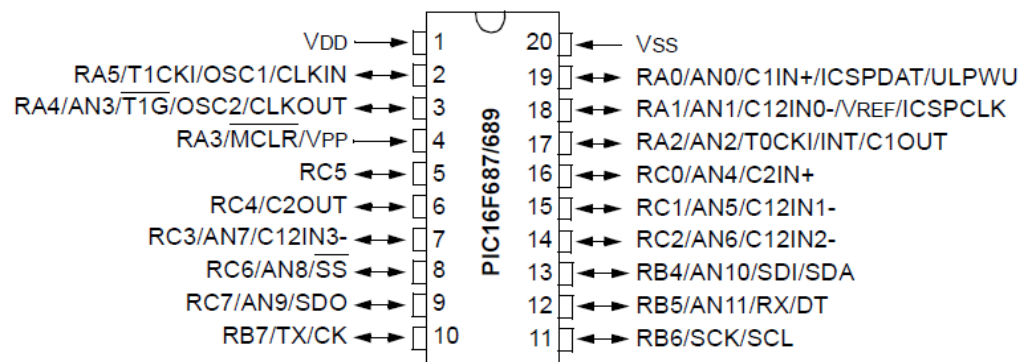 VDD 1 20 VSS
RA5/T1CKI/OSC1/CLKIN 2 19 RA0/AN0/C1IN+/ICSPDAT/ULPWU
RA4/AN3/T1G/OSC2/CLKOUT 3 18 RA1/AN1/C12IN0-/VREF/ICSPCLK
RA3/MCLR/VPP 4 17 RA2/AN2/T0CKI/INT/C1OUT
RC5 5 16 RC0/AN4/C2IN+
RC4/C2OUT 6 15 RC1/AN5/C12IN1-
RC3/AN7/C12IN3- 7 14 RC2/AN6/C12IN2-
RC6/AN8/SS 8 13 RB4/AN10/SDI/SDA
RC7/AN9/SDO 9 12 RB5/AN11/RX/DT
RB7/TX/CK 10 11 RB6/SCK/SCL
PIC16F687/689